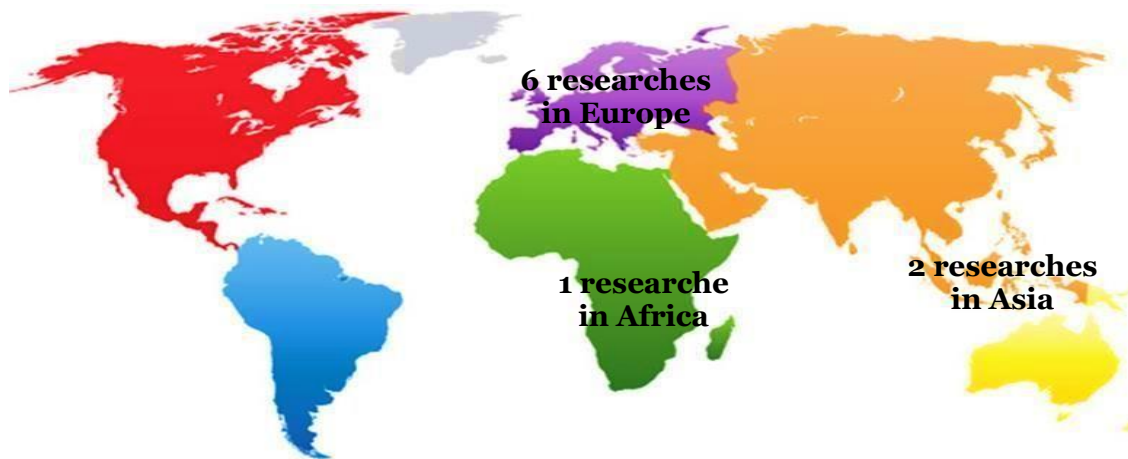 6 researches
in Europe
1 researche
in Africa
2 researches
in Asia